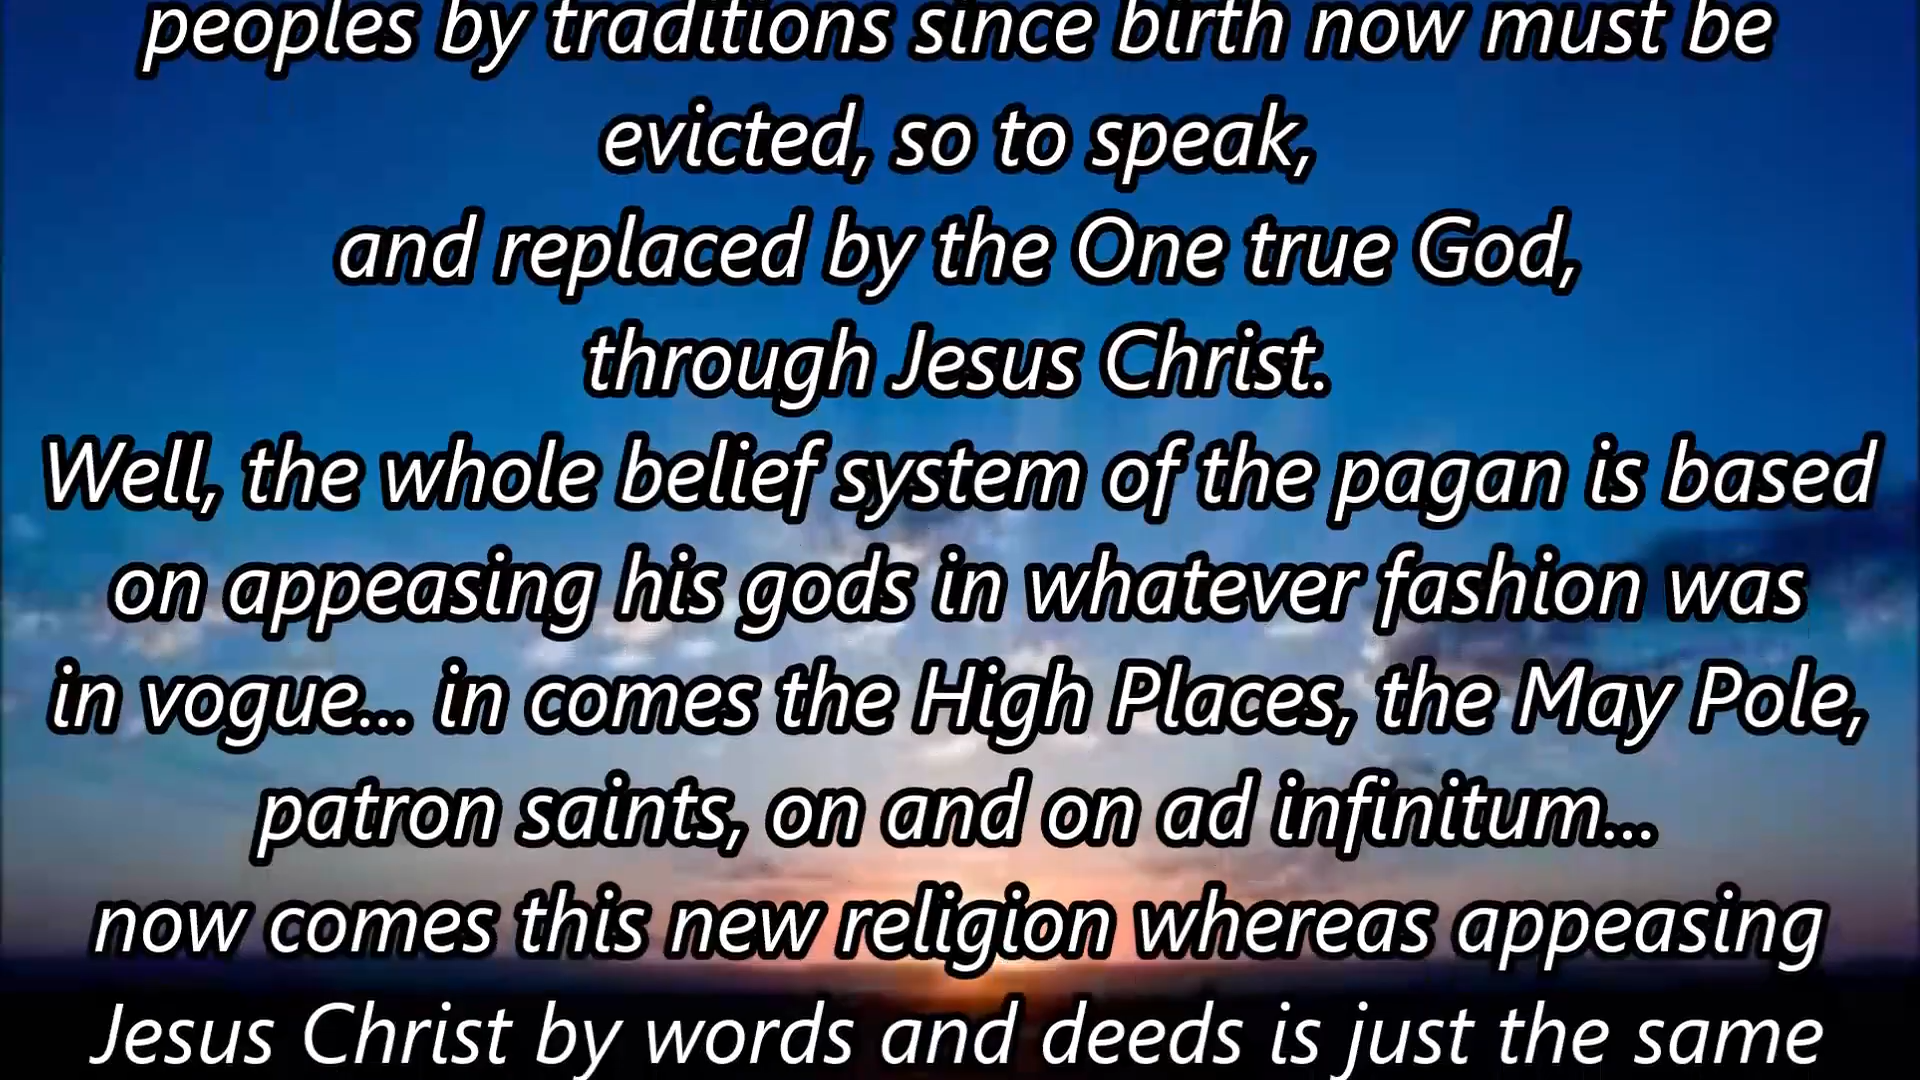 peoples by traditions since birth now must be
evicted, so to speak,
and replaced by the One true God,
through Jesus Christ.
Well, the whole belief system of the pagan is based
on appeasing his gods in whatever fashion was
in vogue... in comes the High Places, the May Pole,
patron saints, on and on ad infinitum...
now comes this new religion whereas appeasing
Jesus Christ by words and deeds is just the same